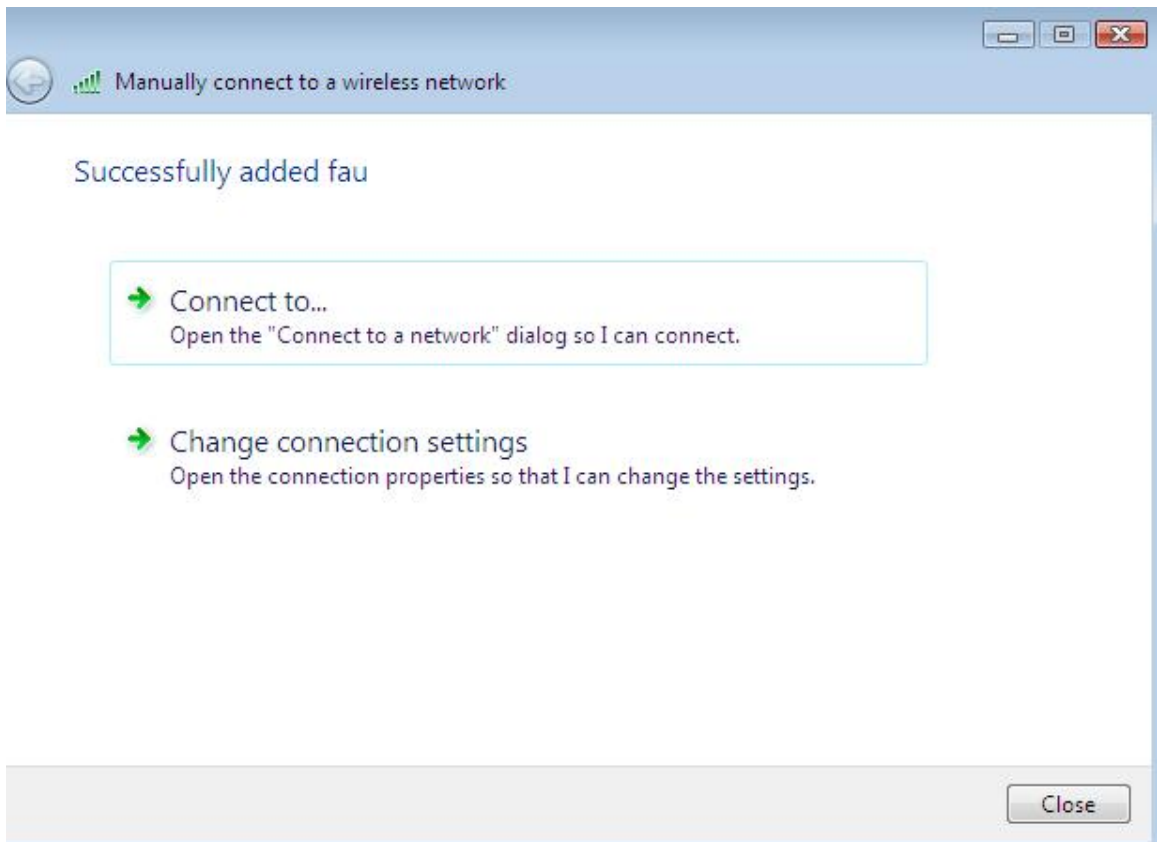 Manually connect to a wireless network
Successfully added fau
Connect to...
Open the "Connect to a network" dialog so I can connect.
Change connection settings
Open the connection properties so that I can change the settings.
Close